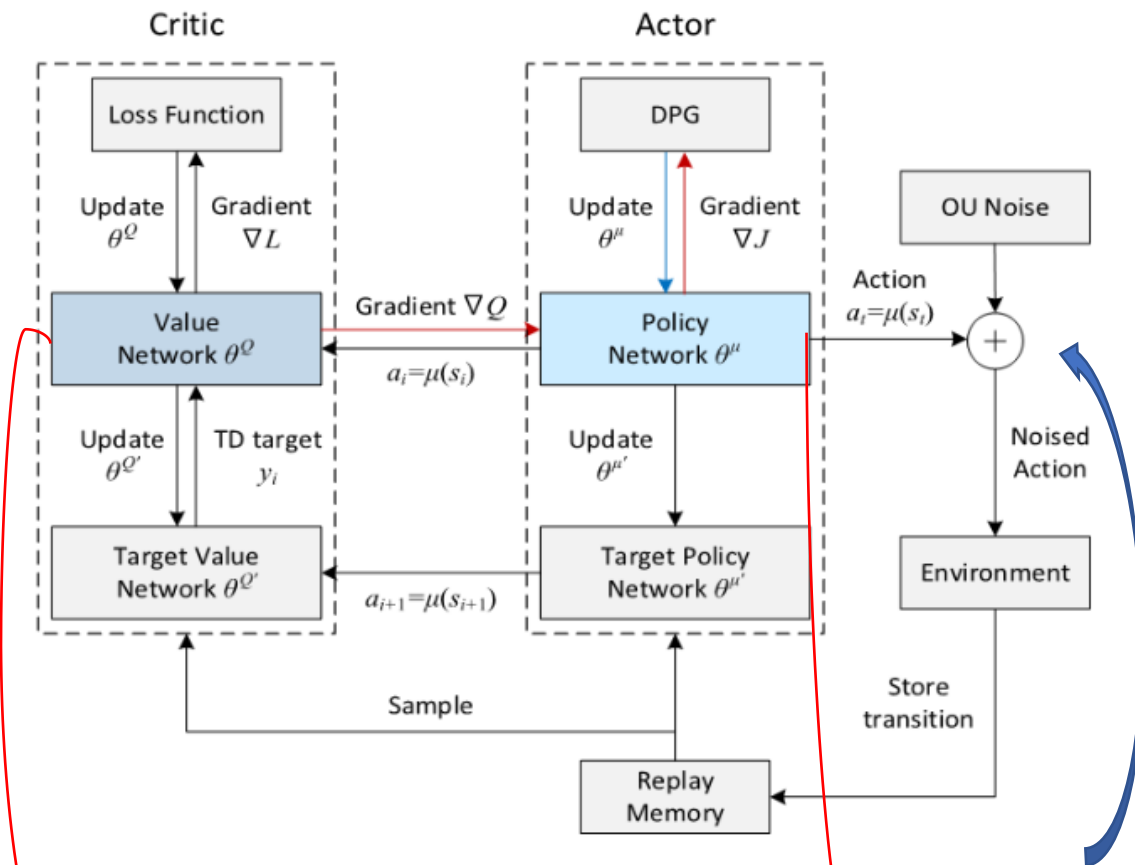 Critic
Actor
Loss Function
DPG
Update
θ^Q
Gradient
∇L
Update
θ^μ
Gradient
∇J
OU Noise
Action
a_t=μ(s_t)
Value
Network θ^Q
Gradient ∇Q
a_i=μ(s_i)
Policy
Network θ^μ
+
Update
θ^Q'
TD target
y_i
Update
θ^μ'
Noised
Action
Target Value
Network θ^Q'
a_{i+1}=μ(s_{i+1})
Target Policy
Network θ^μ'
Environment
Sample
Store
transition
Replay
Memory